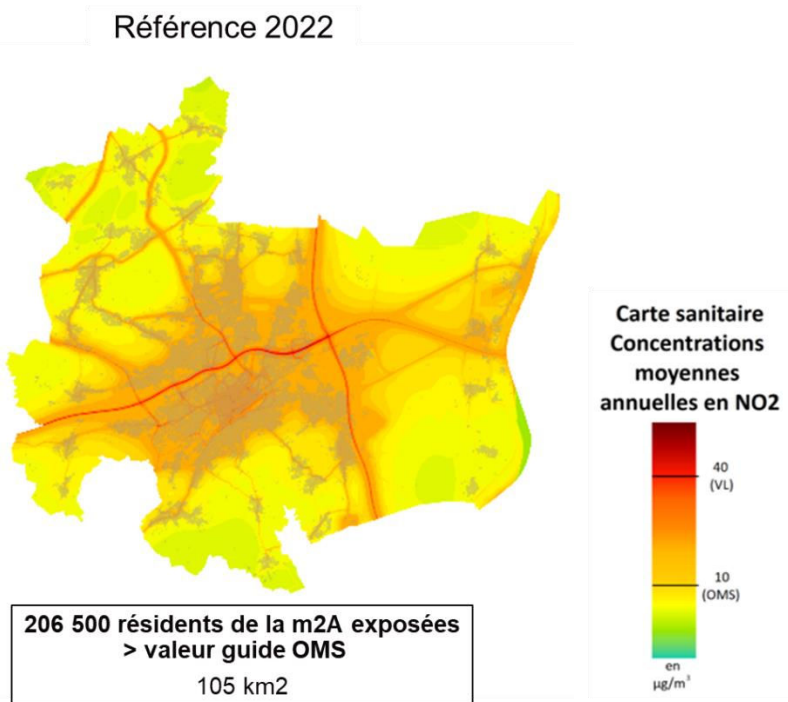 Référence 2022
Carte sanitaire
Concentrations
moyennes
annuelles en NO2
40
(VL)
10
(OMS)
en
µg/m³
206 500 résidents de la m2A exposées
> valeur guide OMS
105 km2